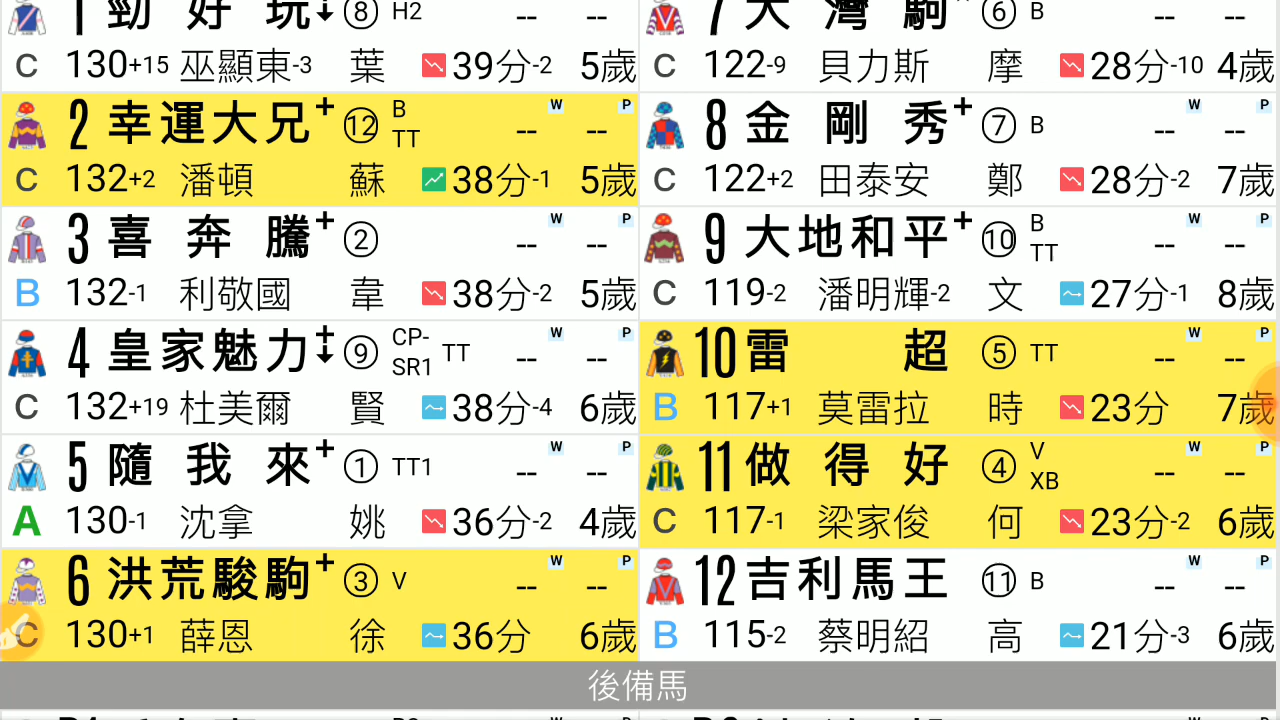 1 勁好玩 ⑧ H2 -- --
C 130+15 巫顯東-3 葉 39分-2 5歲
2 幸運大兄+ ⑫ B TT W -- P --
C 132+2 潘頓 蘇 38分-1 5歲
3 喜奔騰+ ② W -- P --
B 132-1 利敬國 韋 38分-2 5歲
4 皇家魅力+ ⑨ CP- SR1 TT W -- P --
C 132+19 杜美爾 賢 38分-4 6歲
5 隨我來+ ① TT1 W -- P --
A 130-1 沈拿 姚 36分-2 4歲
6 洪荒駿駒+ ③ V W -- P --
C 130+1 薛恩 徐 36分 6歲
7 大灣駒 ⑥ B -- --
C 122-9 貝力斯 摩 28分-10 4歲
8 金剛秀+ ⑦ B W -- P --
C 122+2 田泰安 鄭 28分-2 7歲
9 大地和平+ ⑩ B TT W -- P --
C 119-2 潘明輝-2 文 27分-1 8歲
10 雷超 ⑤ TT W -- P --
B 117+1 莫雷拉 時 23分 7歲
11 做得好 ④ V XB W -- P --
C 117-1 梁家俊 何 23分-2 6歲
12 吉利馬王 ⑪ B W -- P --
B 115-2 蔡明紹 高 21分-3 6歲
後備馬